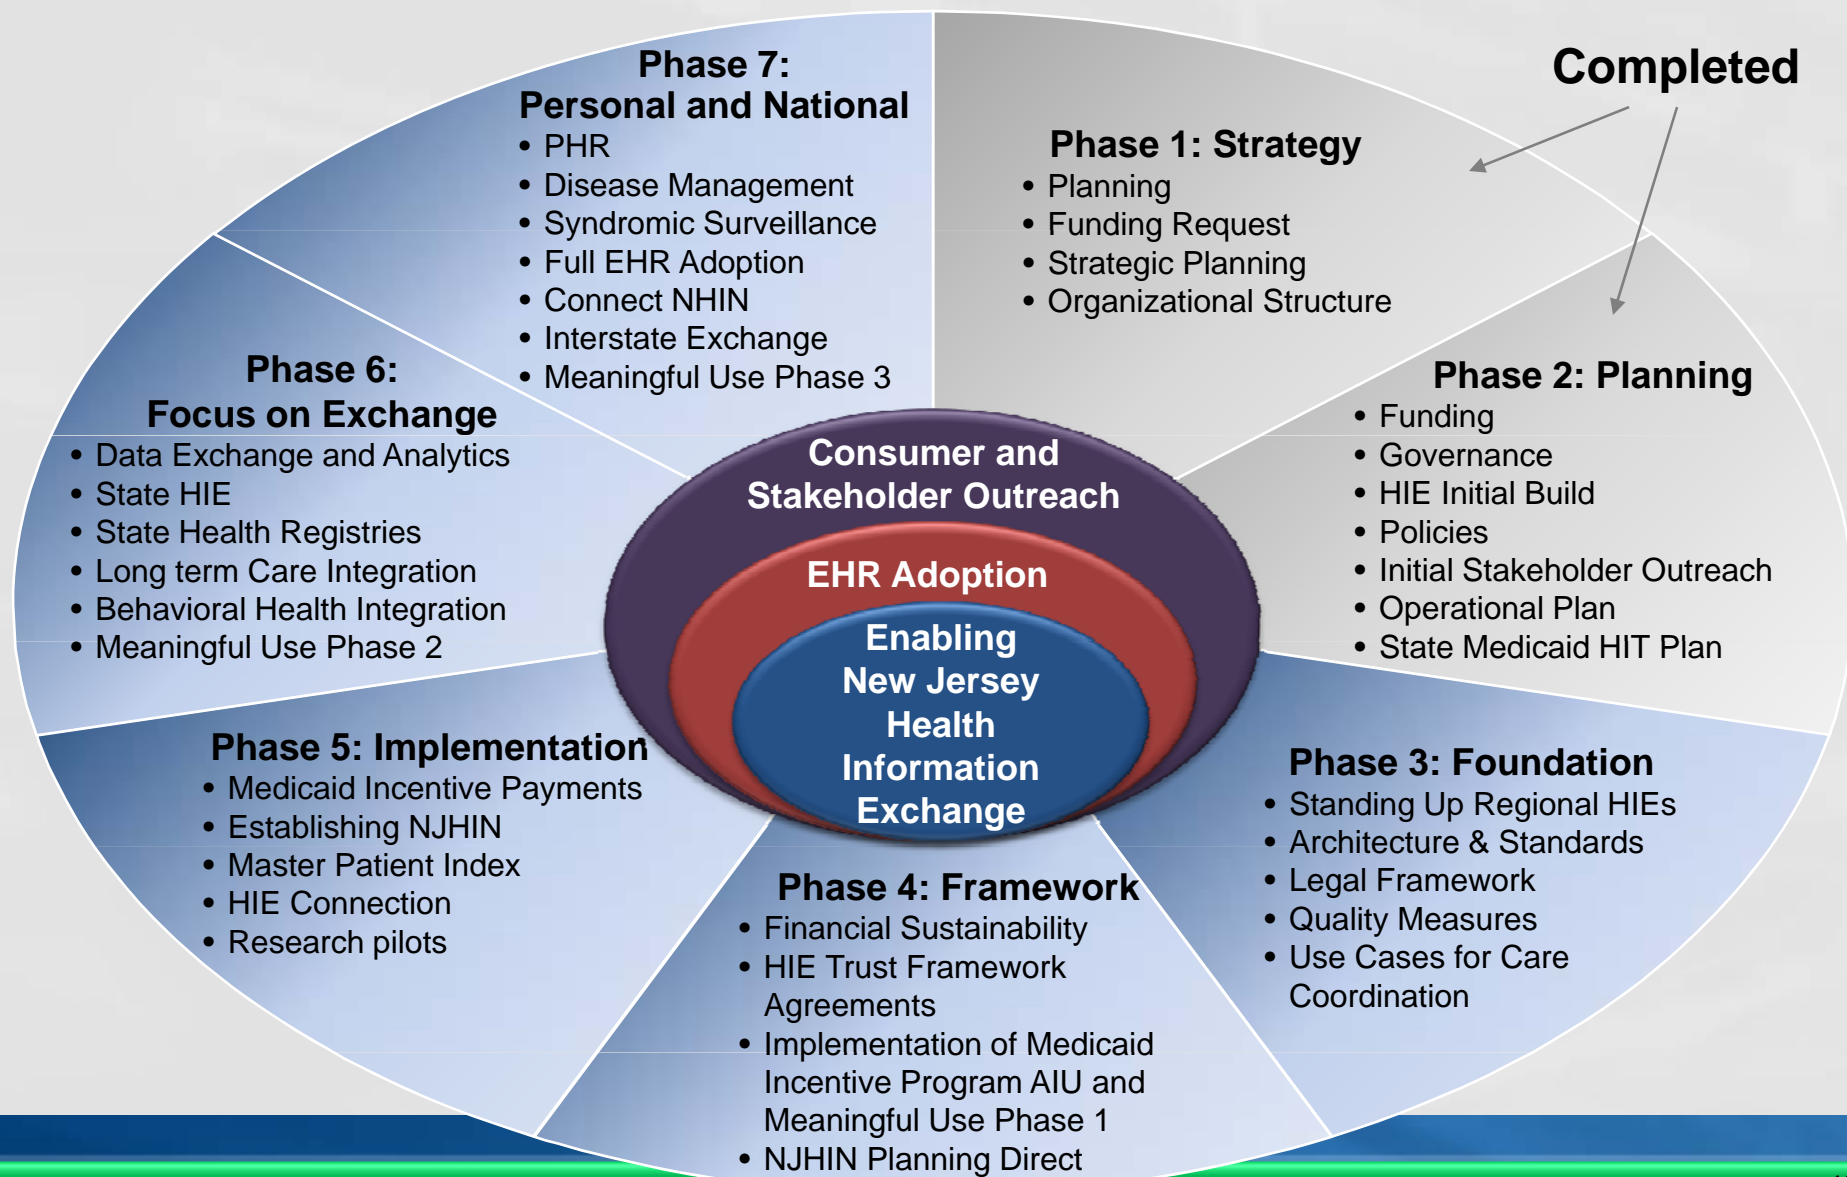 Completed
Phase 1: Strategy
• Planning
• Funding Request
• Strategic Planning
• Organizational Structure
Phase 2: Planning
• Funding
• Governance
• HIE Initial Build
• Policies
• Initial Stakeholder Outreach
• Operational Plan
• State Medicaid HIT Plan
Phase 3: Foundation
• Standing Up Regional HIEs
• Architecture & Standards
• Legal Framework
• Quality Measures
• Use Cases for Care
Coordination
Phase 4: Framework
• Financial Sustainability
• HIE Trust Framework
Agreements
• Implementation of Medicaid
Incentive Program AIU and
Meaningful Use Phase 1
• NJHIN Planning Direct
Phase 5: Implementation
• Medicaid Incentive Payments
• Establishing NJHIN
• Master Patient Index
• HIE Connection
• Research pilots
Phase 6:
Focus on Exchange
• Data Exchange and Analytics
• State HIE
• State Health Registries
• Long term Care Integration
• Behavioral Health Integration
• Meaningful Use Phase 2
Phase 7:
Personal and National
• PHR
• Disease Management
• Syndromic Surveillance
• Full EHR Adoption
• Connect NHIN
• Interstate Exchange
• Meaningful Use Phase 3
Consumer and
Stakeholder Outreach
EHR Adoption
Enabling
New Jersey
Health
Information
Exchange